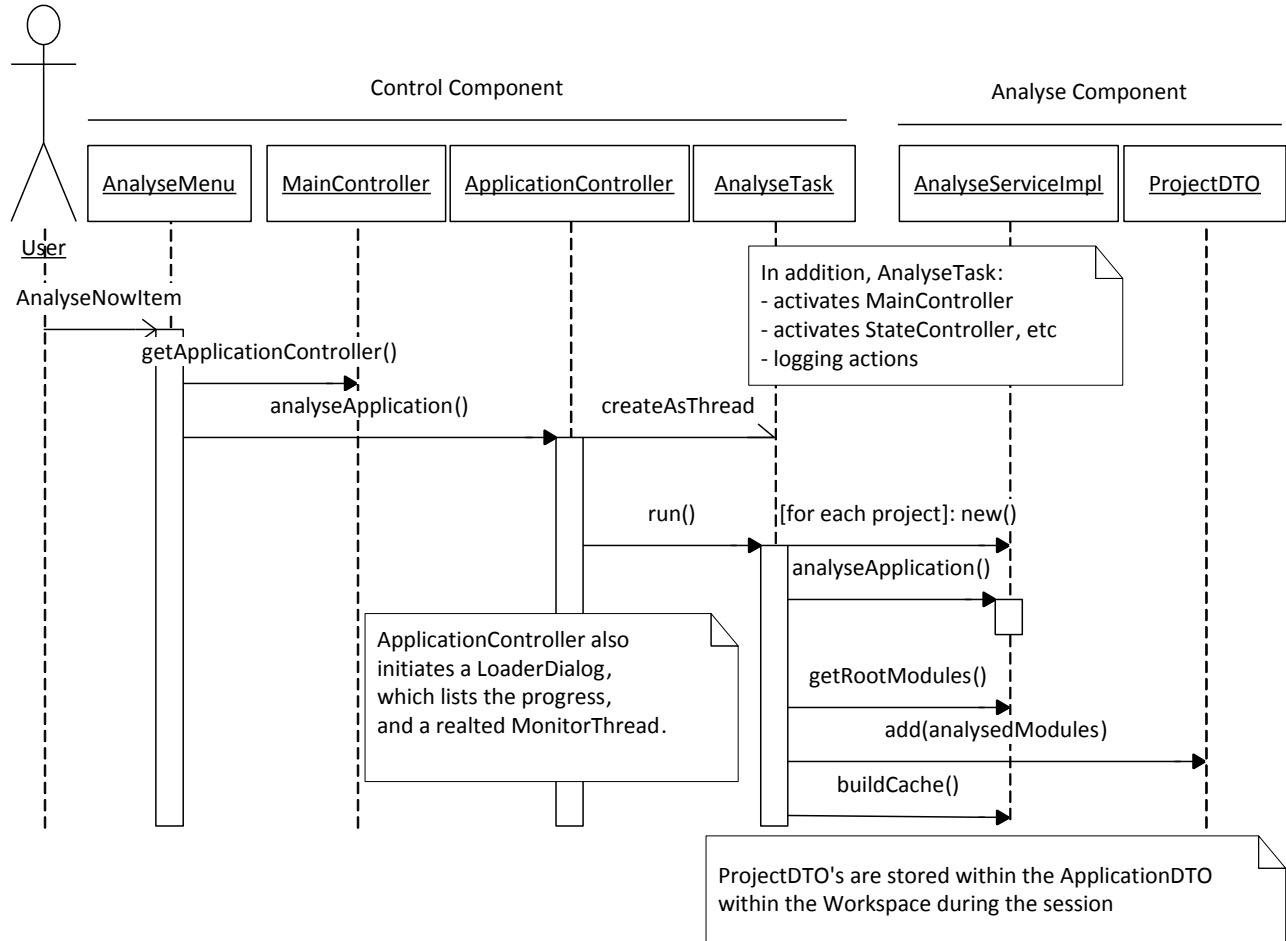 Control Component
Analyse Component
AnalyseMenu
MainController
ApplicationController
AnalyseTask
AnalyseServiceImpl
ProjectDTO
User
In addition, AnalyseTask:
- activates MainController
- activates StateController, etc
- logging actions
AnalyseNowItem
getApplicationController()
analyseApplication()
createAsThread
run()
[for each project]: new()
analyseApplication()
ApplicationController also
initiates a LoaderDialog,
which lists the progress,
and a realted MonitorThread.
getRootModules()
add(analysedModules)
buildCache()
ProjectDTO's are stored within the ApplicationDTO
within the Workspace during the session